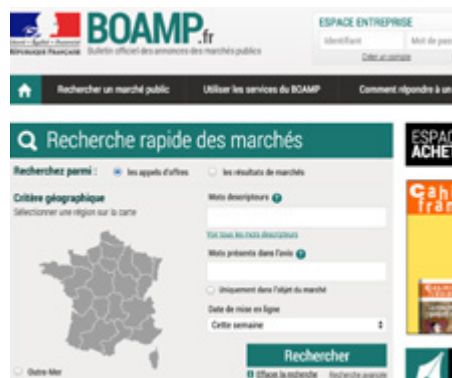 BOAMP.fr
Bulletin officiel des annonces des marchés publics
RÉPUBLIQUE FRANÇAISE
ESPACE ENTREPRISE
Identifiant
Mot de pas
Créer un compte
Rechercher un marché public
Utiliser les services du BOAMP
Comment répondre à un
Recherche rapide des marchés
Recherchez parmi :
les appels d'offres
les résultats de marchés
Critère géographique
Sélectionner une région sur la carte
Mots descripteurs ?
Voir tous les mots descripteurs
Mots présents dans l'avis ?
Uniquement dans l'objet du marché
Date de mise en ligne
Cette semaine
Rechercher
Outre-Mer
Effacer la recherche
Recherche avancée
ESPAC
ACHET
Cahi
fran